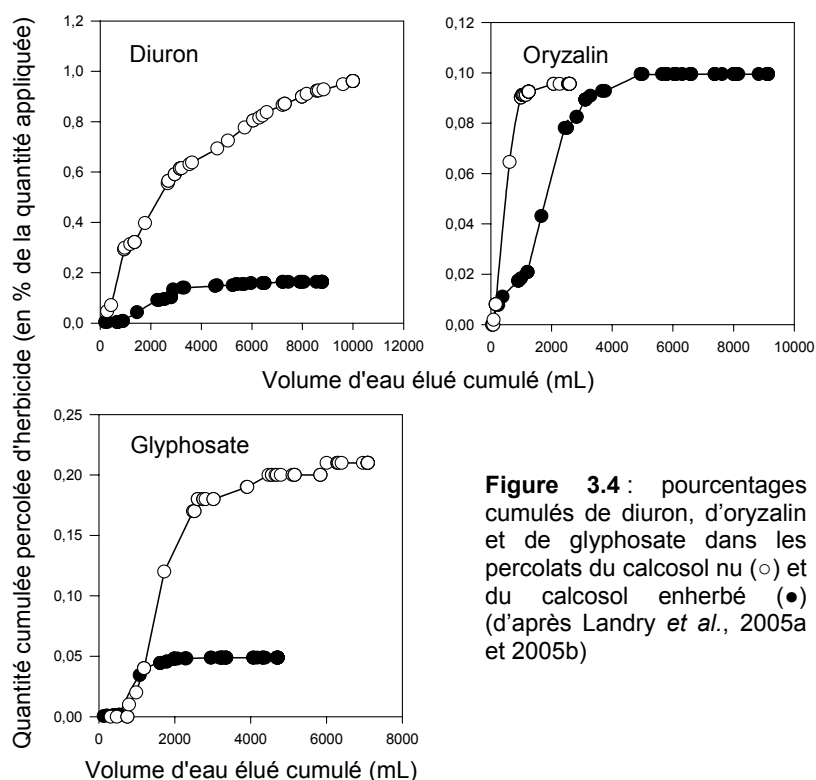 Quantité cumulée percolée d'herbicide (en % de la quantité appliquée)
Diuron
1,2
1,0
0,8
0,6
0,4
0,2
0,0
0 2000 4000 6000 8000 10000 12000
Oryzalin
0,12
0,10
0,08
0,06
0,04
0,02
0,00
0 2000 4000 6000 8000 10000
Volume d'eau élué cumulé (mL)
Glyphosate
0,25
0,20
0,15
0,10
0,05
0,00
0 2000 4000 6000 8000
Volume d'eau élué cumulé (mL)
Figure 3.4 : pourcentages
cumulés de diuron, d'oryzalin
et de glyphosate dans les
percolats du calcosol nu (○) et
du calcosol enherbé (●)
(d'après Landry et al., 2005a
et 2005b)